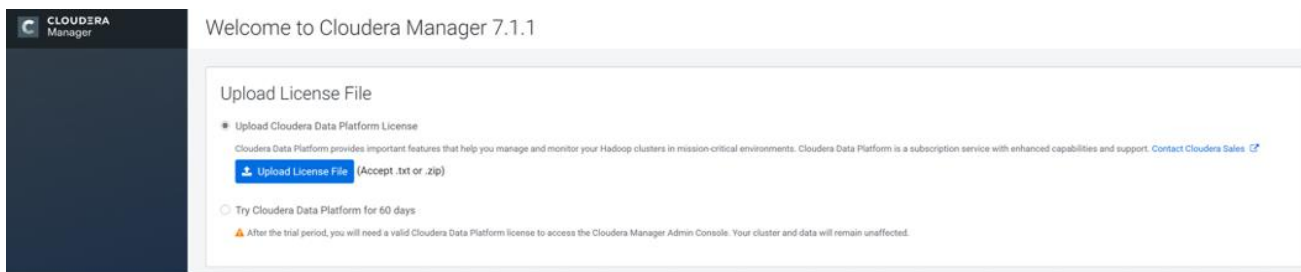 CLOUDERA
Manager
Welcome to Cloudera Manager 7.1.1
Upload License File
Upload Cloudera Data Platform License
Cloudera Data Platform provides important features that help you manage and monitor your Hadoop clusters in mission-critical environments. Cloudera Data Platform is a subscription service with enhanced capabilities and support. Contact Cloudera Sales
Upload License File (Accept .txt or .zip)
Try Cloudera Data Platform for 60 days
After the trial period, you will need a valid Cloudera Data Platform license to access the Cloudera Manager Admin Console. Your cluster and data will remain unaffected.